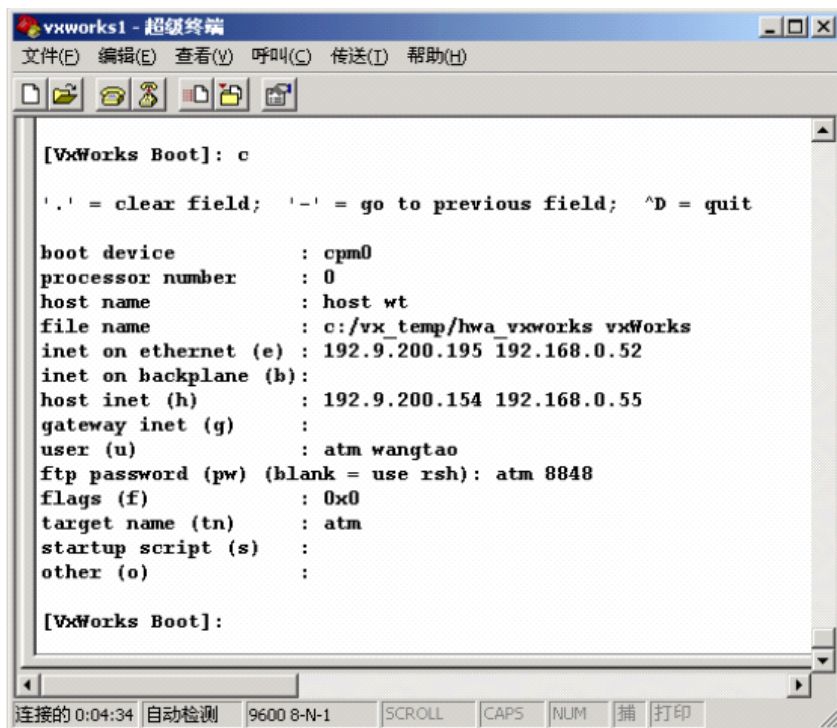 vxworks1 - 超级终端
文件(F) 编辑(E) 查看(V) 呼叫(C) 传送(T) 帮助(H)
[VxWorks Boot]: c
'.' = clear field; '-' = go to previous field; ^D = quit
boot device : cpm0
processor number : 0
host name : host wt
file name : c:/vx_temp/hwa_vxworks vxWorks
inet on ethernet (e) : 192.9.200.195 192.168.0.52
inet on backplane (b):
host inet (h) : 192.9.200.154 192.168.0.55
gateway inet (g) :
user (u) : atm wangtao
ftp password (pw) (blank = use rsh): atm 8848
flags (f) : 0x0
target name (tn) : atm
startup script (s) :
other (o) :
[VxWorks Boot]:
连接的 0:04:34 自动检测 9600 8-N-1 SCROLL CAPS NUM 捕 打印